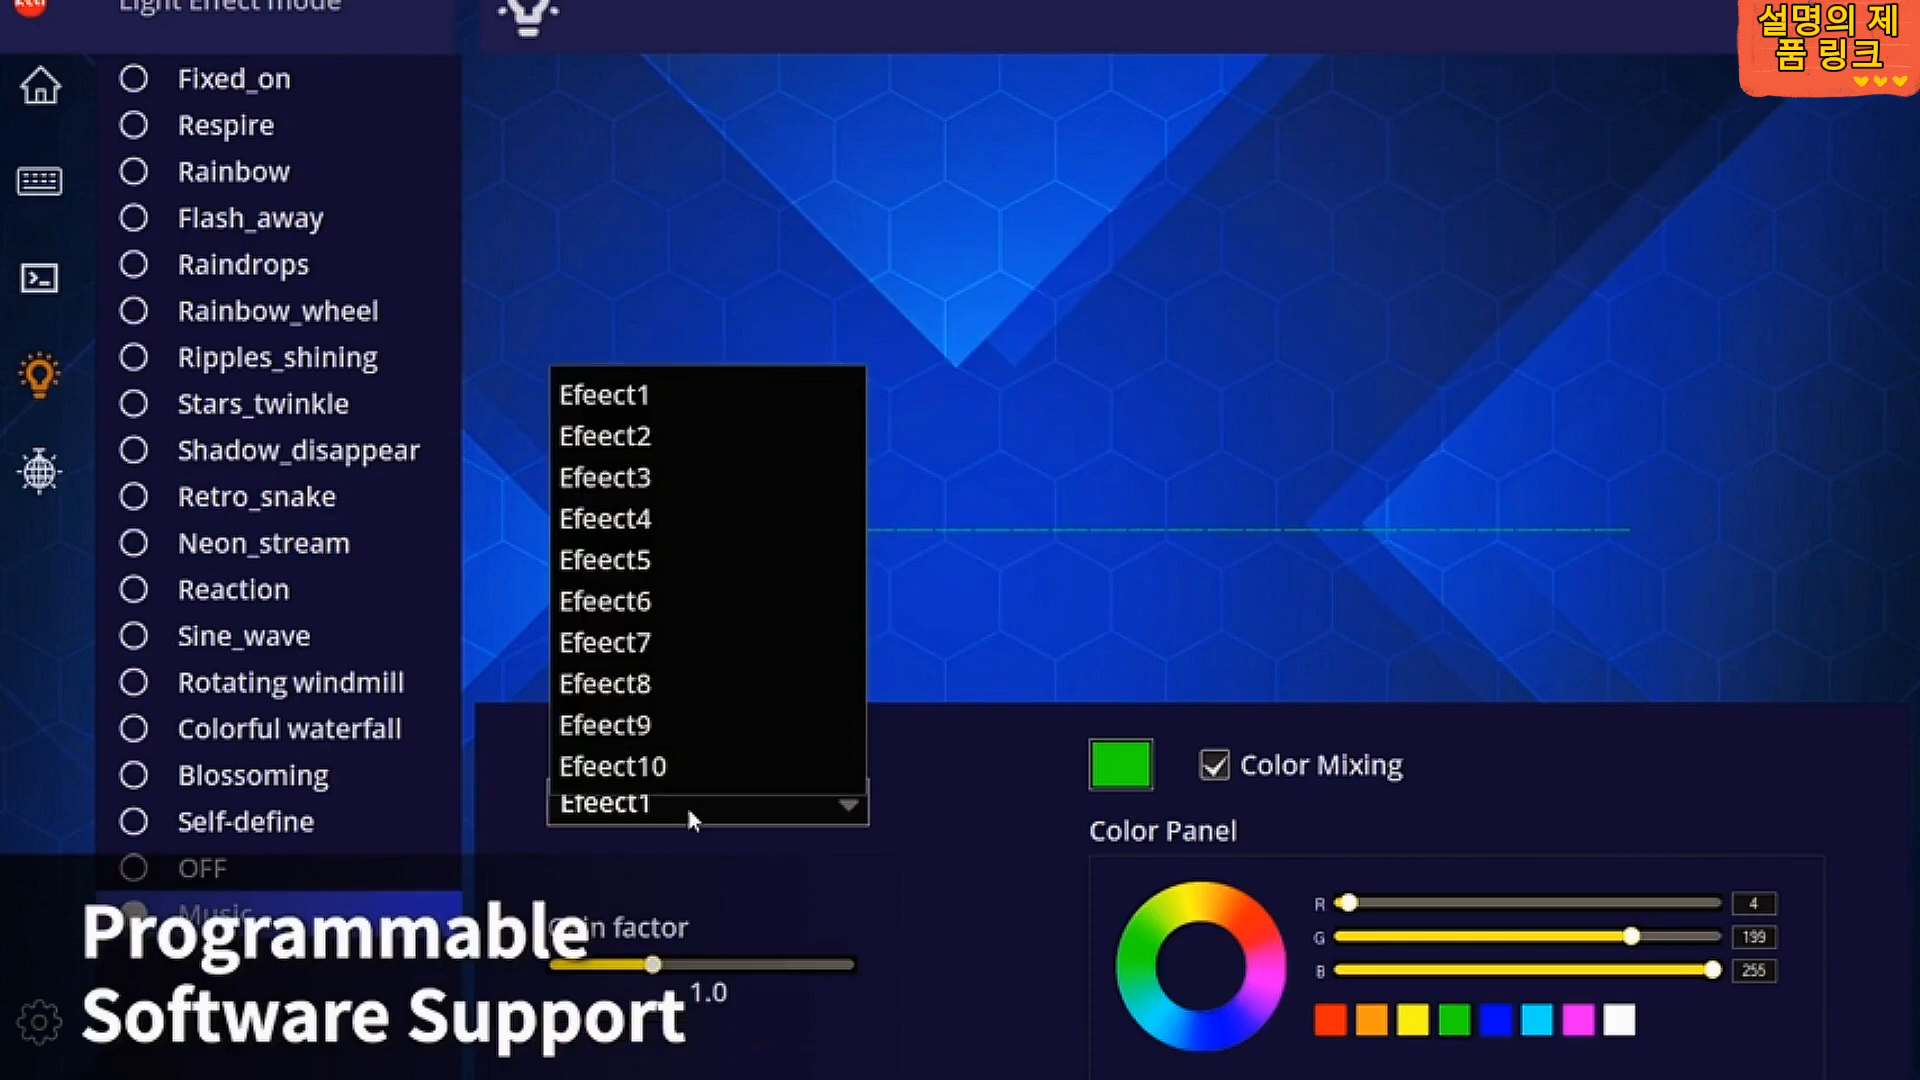 Light Effect mode
설명의 제
품 링크
Fixed_on
Respire
Rainbow
Flash_away
Raindrops
Rainbow_wheel
Ripples_shining
Stars_twinkle
Shadow_disappear
Retro_snake
Neon_stream
Reaction
Sine_wave
Rotating windmill
Colorful waterfall
Blossoming
Self-define
OFF
Music
Efeect1
Efeect2
Efeect3
Efeect4
Efeect5
Efeect6
Efeect7
Efeect8
Efeect9
Efeect10
Efeect1
factor
1.0
Color Mixing
Color Panel
R 4
G 199
B 255
Programmable
Software Support